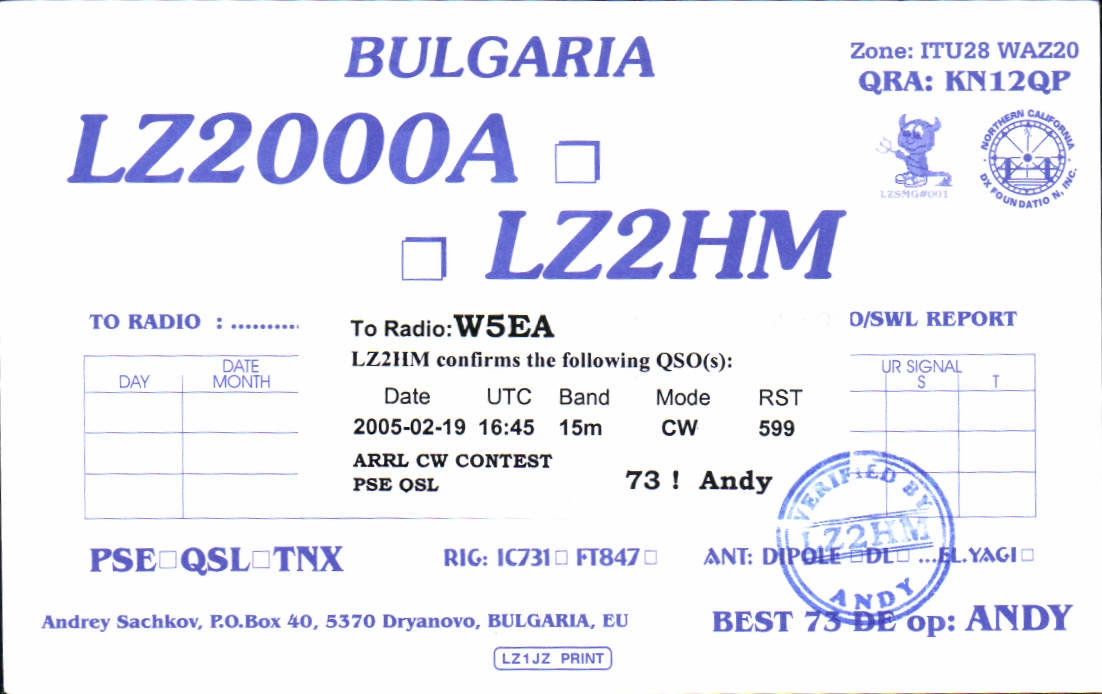 BULGARIA
Zone: ITU28 WAZ20
QRA: KN12QP
LZ2000A
LZSMG#001
NORTHERN CALIFORNIA
DX FOUNDATION, INC.
LZ2HM
TO RADIO : ..........
O/SWL REPORT
To Radio: W5EA
LZ2HM confirms the following QSO(s):
DAY DATE MONTH
UR SIGNAL S T
Date UTC Band Mode RST
2005-02-19 16:45 15m CW 599
ARRL CW CONTEST
PSE QSL
73 ! Andy
VERIFIED BY
LZ2HM
ANDY
PSE□QSL□TNX
RIG: IC731□ FT847□
ANT: DIPOLE □DL□ ...EL.YAGI□
Andrey Sachkov, P.O.Box 40, 5370 Dryanovo, BULGARIA, EU
BEST 73 DE op: ANDY
LZ1JZ PRINT